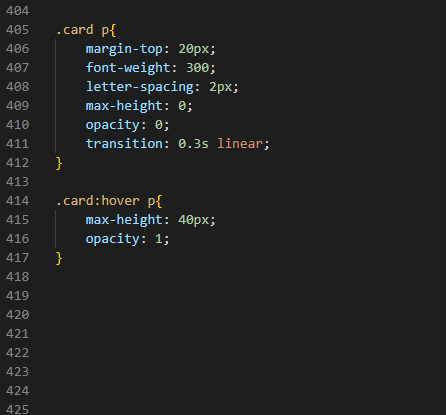 404
405 .card p{
406     margin-top: 20px;
407     font-weight: 300;
408     letter-spacing: 2px;
409     max-height: 0;
410     opacity: 0;
411     transition: 0.3s linear;
412 }
413
414 .card:hover p{
415     max-height: 40px;
416     opacity: 1;
417 }
418
419
420
421
422
423
424
425